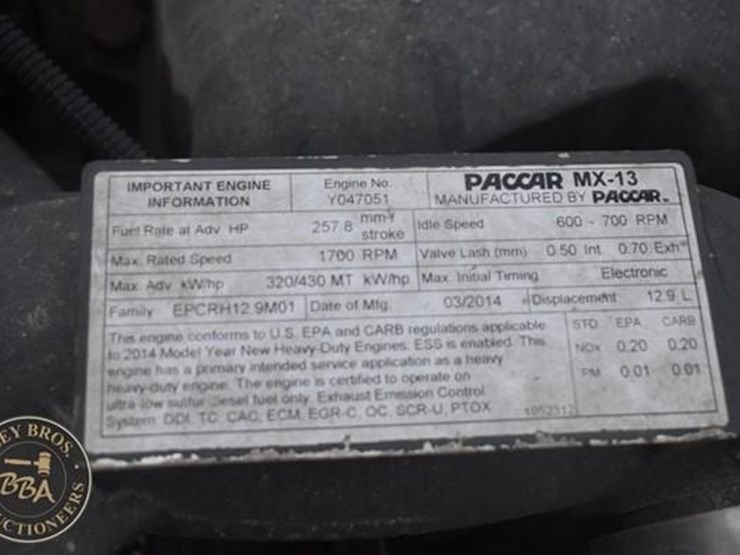 IMPORTANT ENGINE INFORMATION
Engine No. Y047051
PACCAR MX-13
MANUFACTURED BY PACCAR
Fuel Rate at Adv HP 257.8 mm³/stroke
Idle Speed 600 - 700 RPM
Max. Rated Speed 1700 RPM
Valve Lash (mm) 0.50 Int. 0.70 Exh
Max. Adv kW/hp 320/430 MT kW/hp
Max. Initial Timing Electronic
Family EPCRH12.9M01
Date of Mfg. 03/2014
Displacement 12.9 L
This engine conforms to U.S. EPA and CARB regulations applicable
to 2014 Model Year New Heavy-Duty Engines. ESS is enabled. This
engine has a primary intended service application as a heavy
heavy-duty engine. The engine is certified to operate on
ultra-low sulfur diesel fuel only. Exhaust Emission Control
System: DDI, TC, CAC, ECM, EGR-C, OC, SCR-U, PTOX
1952312
STD EPA CARB
NOx 0.20 0.20
PM 0.01 0.01
EY BROS.
BBA
CTIONEERS